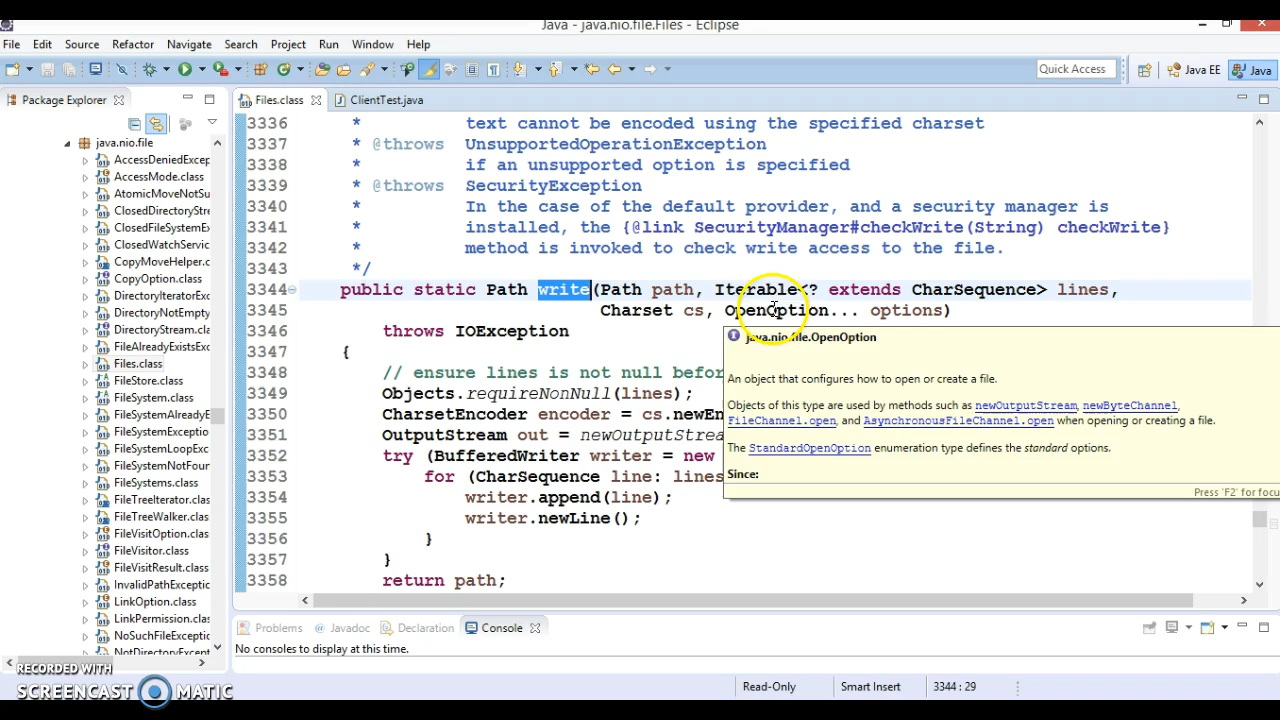 Java - java.nio.file.Files - Eclipse
File Edit Source Refactor Navigate Search Project Run Window Help
Quick Access Java EE Java
Package Explorer
java.nio.file
AccessDeniedExcep
AccessMode.class
AtomicMoveNotSu
ClosedDirectoryStre
ClosedFileSystemEx
ClosedWatchServic
CopyMoveHelper.c
CopyOption.class
DirectoryIteratorEx
DirectoryNotEmpty
DirectoryStream.cla
FileAlreadyExistsEx
Files.class
FileStore.class
FileSystem.class
FileSystemAlreadyE
FileSystemException
FileSystemLoopExc
FileSystemNotFoun
FileSystems.class
FileTreeIterator.clas
FileTreeWalker.clas
FileVisitOption.clas
FileVisitor.class
FileVisitResult.class
InvalidPathExceptio
LinkOption.class
LinkPermission.clas
NoSuchFileExceptio
NotDirectoryExcept
Files.class ClientTest.java
3336 * text cannot be encoded using the specified charset
3337 * @throws UnsupportedOperationException
3338 * if an unsupported option is specified
3339 * @throws SecurityException
3340 * In the case of the default provider, and a security manager is
3341 * installed, the {@link SecurityManager#checkWrite(String) checkWrite}
3342 * method is invoked to check write access to the file.
3343 */
3344 public static Path write(Path path, Iterable<? extends CharSequence> lines,
3345 Charset cs, OpenOption... options)
3346 throws IOException
3347 {
3348 // ensure lines is not null befor
3349 Objects.requireNonNull(lines);
3350 CharsetEncoder encoder = cs.newEn
3351 OutputStream out = newOutputStrea
3352 try (BufferedWriter writer = new
3353 for (CharSequence line: lines
3354 writer.append(line);
3355 writer.newLine();
3356 }
3357 }
3358 return path;
java.nio.file.OpenOption
An object that configures how to open or create a file.
Objects of this type are used by methods such as newOutputStream, newByteChannel,
FileChannel.open, and AsynchronousFileChannel.open when opening or creating a file.
The StandardOpenOption enumeration type defines the standard options.
Since:
Press 'F2' for focu
Problems @ Javadoc Declaration Console
No consoles to display at this time.
Read-Only Smart Insert 3344 : 29
RECORDED WITH
SCREENCAST MATIC